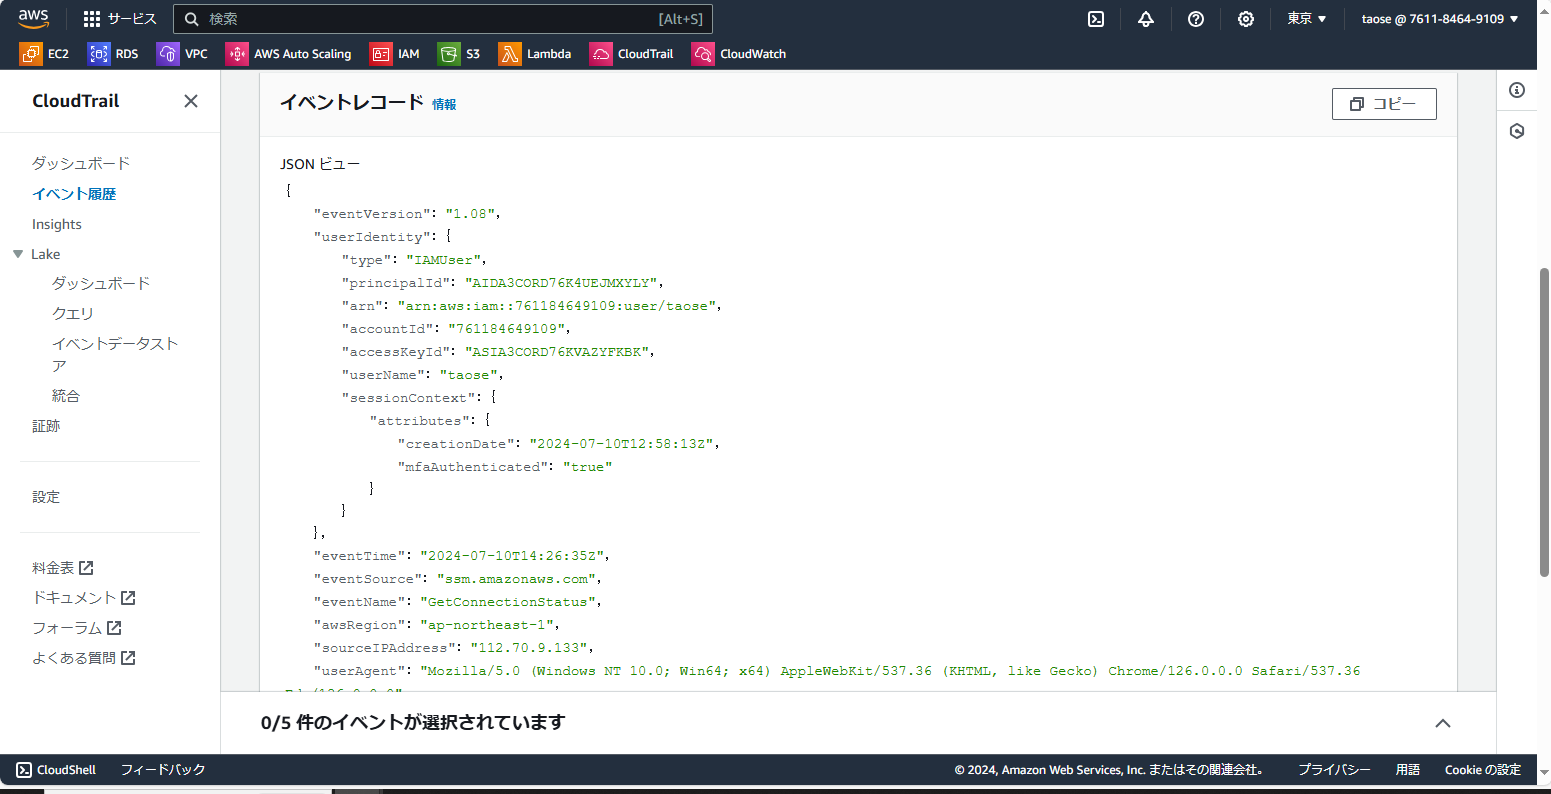 aws
サービス
検索
[Alt+S]
東京
taose @ 7611-8464-9109
EC2
RDS
VPC
AWS Auto Scaling
IAM
S3
Lambda
CloudTrail
CloudWatch
CloudTrail
ダッシュボード
イベント履歴
Insights
Lake
ダッシュボード
クエリ
イベントデータスト
ア
統合
証跡
設定
料金表
ドキュメント
フォーラム
よくある質問
イベントレコード 情報
コピー
JSON ビュー
{
"eventVersion": "1.08",
"userIdentity": {
"type": "IAMUser",
"principalId": "AIDA3CORD76K4UEJMXYLY",
"arn": "arn:aws:iam::761184649109:user/taose",
"accountId": "761184649109",
"accessKeyId": "ASIA3CORD76KVAZYFKBK",
"userName": "taose",
"sessionContext": {
"attributes": {
"creationDate": "2024-07-10T12:58:13Z",
"mfaAuthenticated": "true"
}
}
},
"eventTime": "2024-07-10T14:26:35Z",
"eventSource": "ssm.amazonaws.com",
"eventName": "GetConnectionStatus",
"awsRegion": "ap-northeast-1",
"sourceIPAddress": "112.70.9.133",
"userAgent": "Mozilla/5.0 (Windows NT 10.0; Win64; x64) AppleWebKit/537.36 (KHTML, like Gecko) Chrome/126.0.0.0 Safari/537.36
0/5 件のイベントが選択されています
CloudShell
フィードバック
© 2024, Amazon Web Services, Inc. またはその関連会社。
プライバシー
用語
Cookie の設定